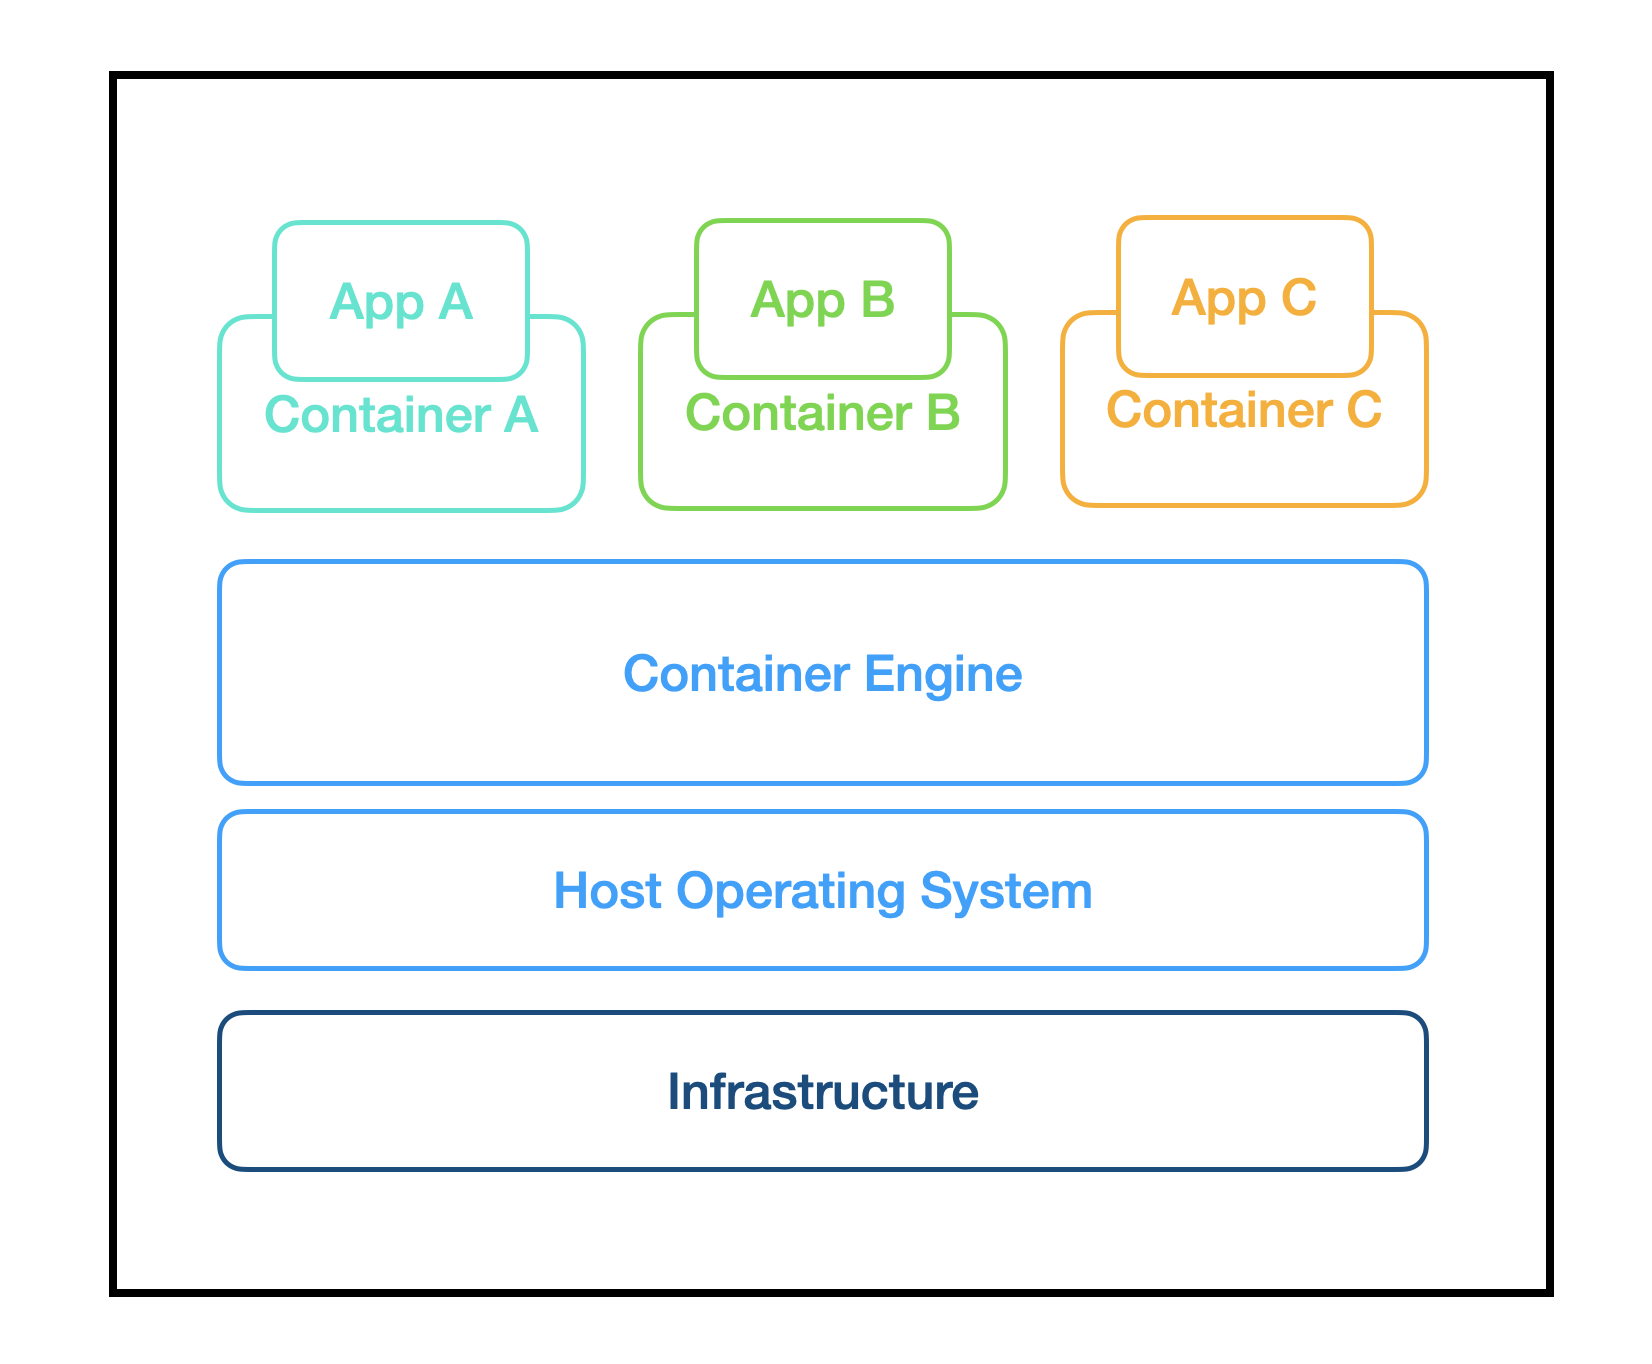 App A
App B
App C
Container A
Container B
Container C
Container Engine
Host Operating System
Infrastructure